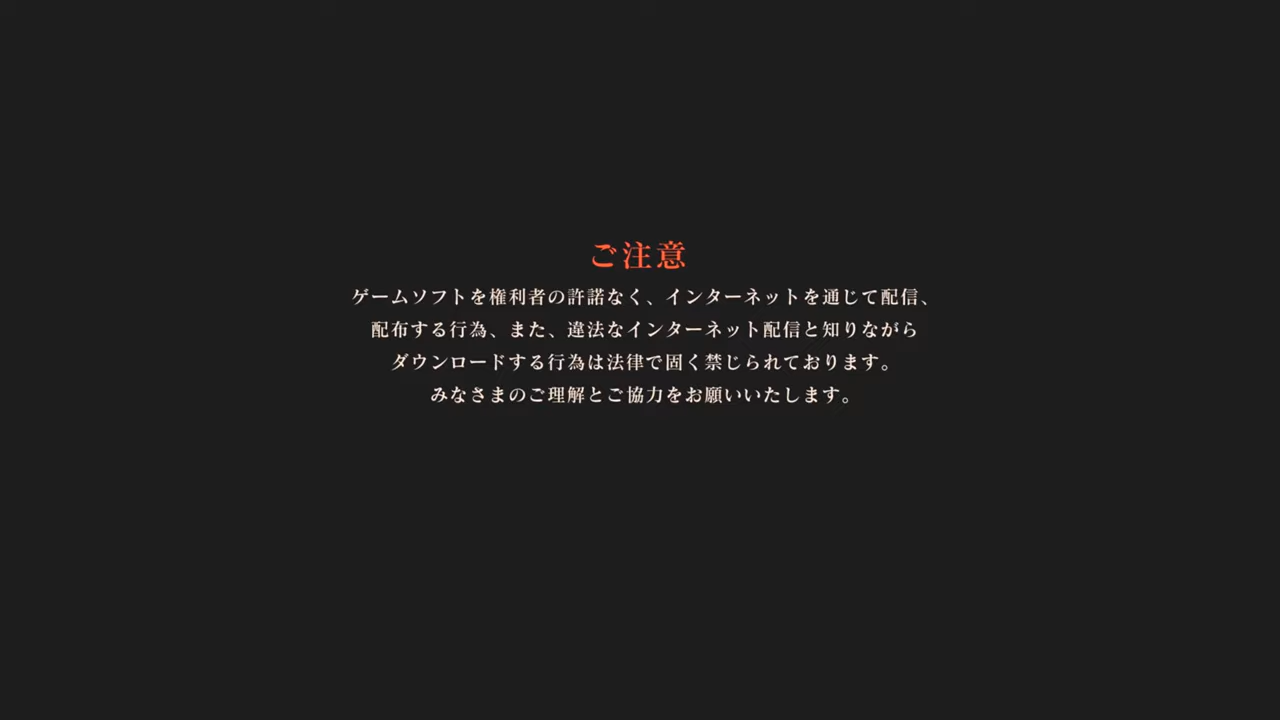 ご注意
ゲームソフトを権利者の許諾なく、インターネットを通じて配信、
配布する行為、また、違法なインターネット配信と知りながら
ダウンロードする行為は法律で固く禁じられております。
みなさまのご理解とご協力をお願いいたします。